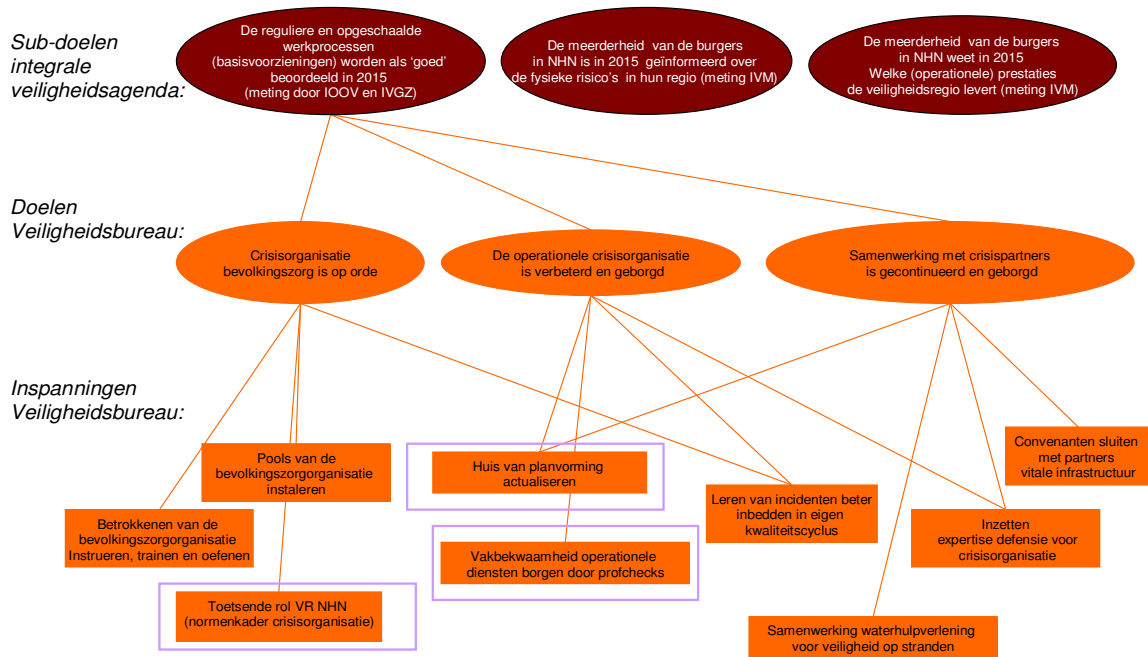 Sub-doelen
integrale
veiligheidsagenda:
De reguliere en opgeschaalde
werkprocessen
(basisvoorzieningen) worden als ‘goed’
beoordeeld in 2015
(meting door IOOV en IVGZ)
De meerderheid van de burgers
in NHN is in 2015 geïnformeerd over
de fysieke risico’s in hun regio (meting IVM)
De meerderheid van de burgers
in NHN weet in 2015
Welke (operationele) prestaties
de veiligheidsregio levert (meting IVM)
Doelen
Veiligheidsbureau:
Crisisorganisatie
bevolkingszorg is op orde
De operationele crisisorganisatie
is verbeterd en geborgd
Samenwerking met crisispartners
is gecontinueerd en geborgd
Inspanningen
Veiligheidsbureau:
Pools van de
bevolkingszorgorganisatie
instaleren
Huis van planvorming
actualiseren
Convenanten sluiten
met partners
vitale infrastructuur
Betrokkenen van de
bevolkingszorgorganisatie
Instrueren, trainen en oefenen
Leren van incidenten beter
inbedden in eigen
kwaliteitscyclus
Inzetten
expertise defensie voor
crisisorganisatie
Vakbekwaamheid operationele
diensten borgen door profchecks
Toetsende rol VR NHN
(normenkader crisisorganisatie)
Samenwerking waterhulpverlening
voor veiligheid op stranden